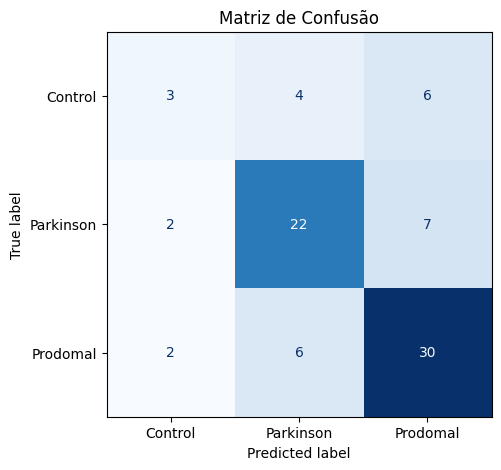 Matriz de Confusão
Control 3 4 6
Parkinson 2 22 7
Prodomal 2 6 30
True label
Control Parkinson Prodomal
Predicted label